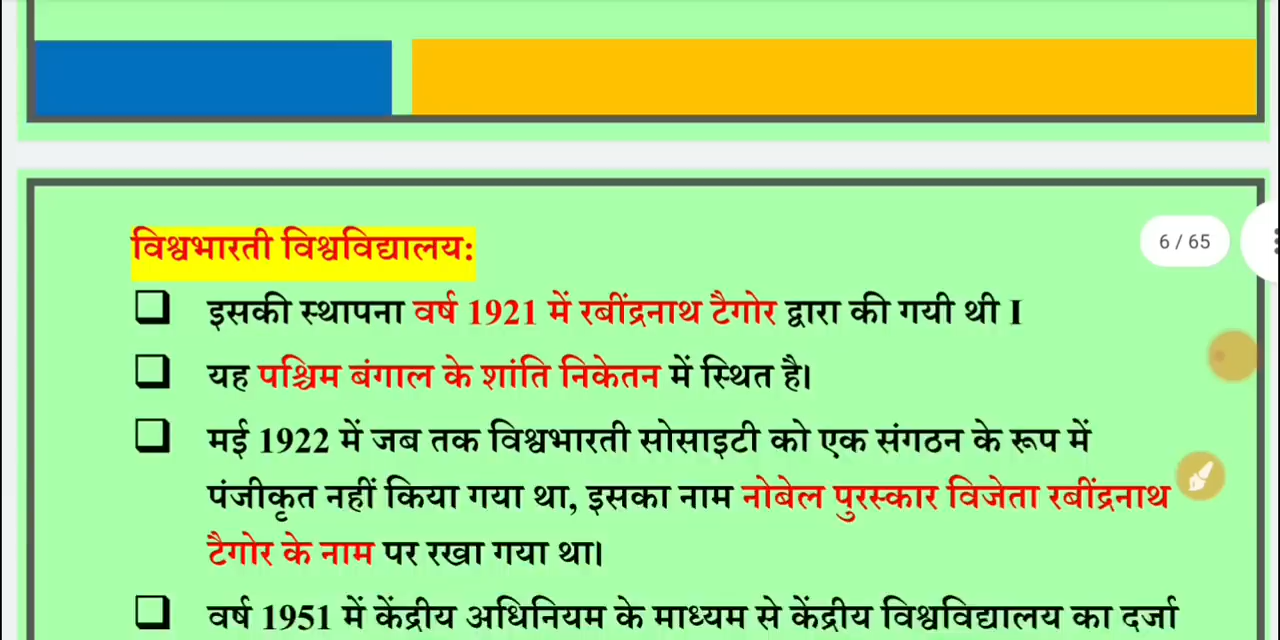 विश्वभारती विश्वविद्यालय:
6 / 65
इसकी स्थापना वर्ष 1921 में रबींद्रनाथ टैगोर द्वारा की गयी थी I
यह पश्चिम बंगाल के शांति निकेतन में स्थित है।
मई 1922 में जब तक विश्वभारती सोसाइटी को एक संगठन के रूप में
पंजीकृत नहीं किया गया था, इसका नाम नोबेल पुरस्कार विजेता रबींद्रनाथ
टैगोर के नाम पर रखा गया था।
वर्ष 1951 में केंद्रीय अधिनियम के माध्यम से केंद्रीय विश्वविद्यालय का दर्जा